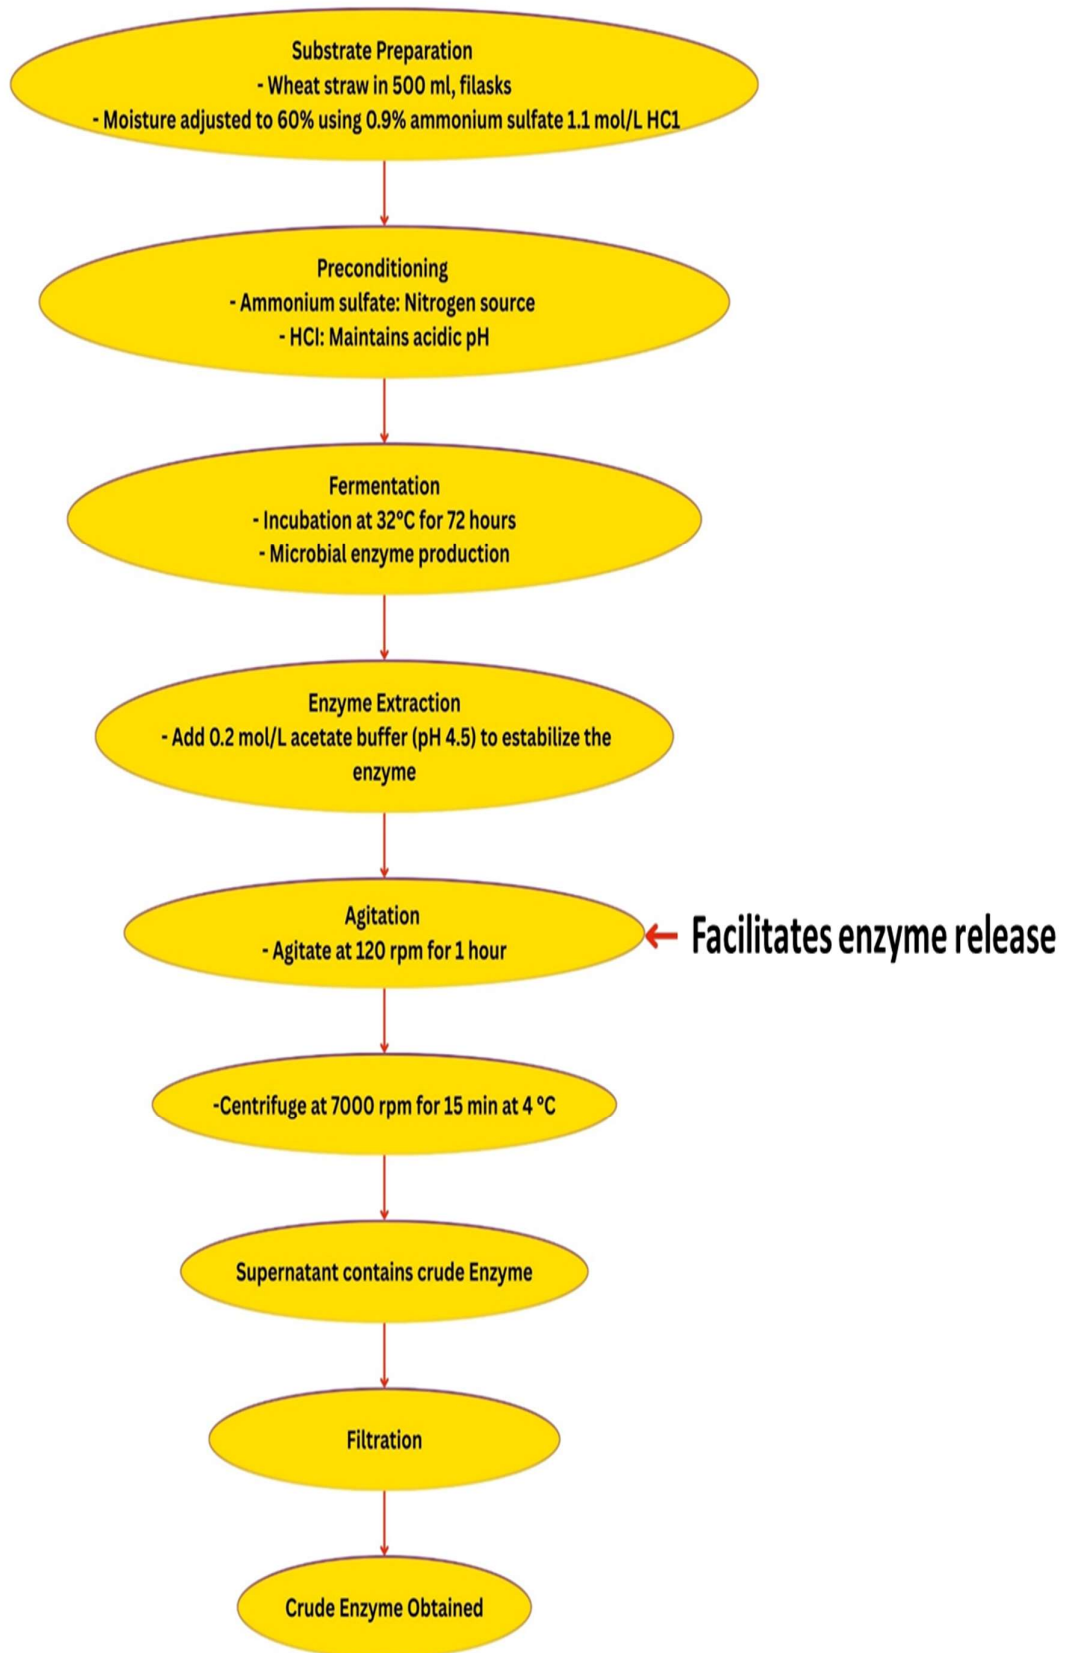 Substrate Preparation
- Wheat straw in 500 ml, filasks
- Moisture adjusted to 60% using 0.9% ammonium sulfate 1.1 mol/L HC1
Preconditioning
- Ammonium sulfate: Nitrogen source
- HCI: Maintains acidic pH
Fermentation
- Incubation at 32°C for 72 hours
- Microbial enzyme production
Enzyme Extraction
- Add 0.2 mol/L acetate buffer (pH 4.5) to estabilize the
enzyme
Agitation
- Agitate at 120 rpm for 1 hour
Facilitates enzyme release
-Centrifuge at 7000 rpm for 15 min at 4 °C
Supernatant contains crude Enzyme
Filtration
Crude Enzyme Obtained